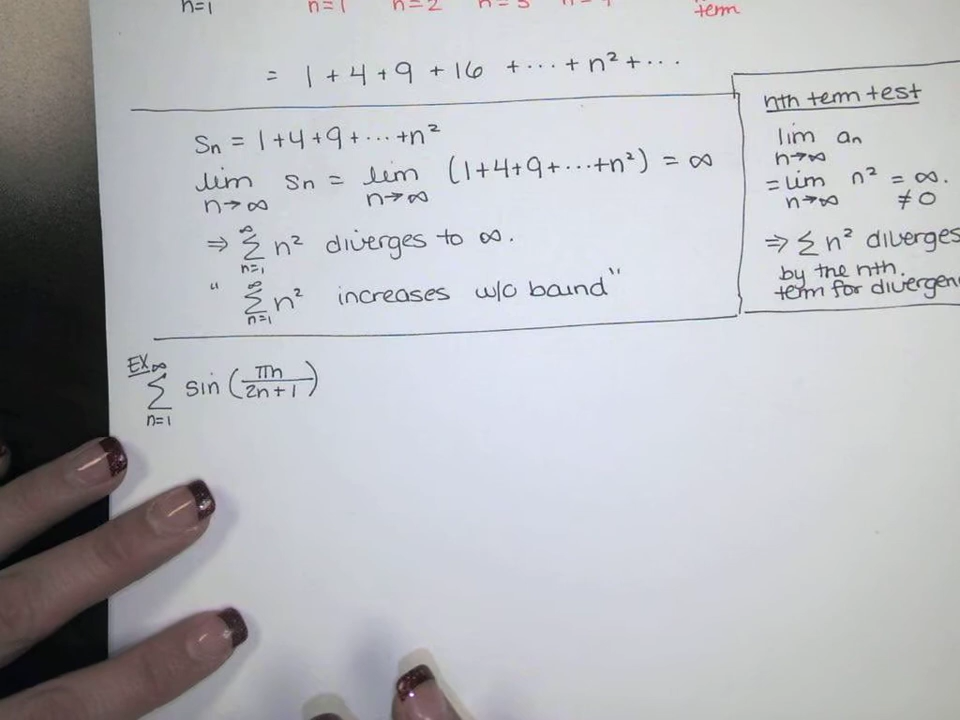 n=1 n=1 n=2 n=3 n=4
term
= 1 + 4 + 9 + 16 + ··· + n² + ···
Sn = 1+4+9+···+n²
lim n→∞ Sn = lim n→∞ (1+4+9+···+n²) = ∞
⇒ ∞ Σ n=1 n² diverges to ∞.
" ∞ Σ n=1 n² increases w/o bound"
nth term test
lim n→∞ an
= lim n→∞ n² = ∞.
≠ 0
⇒ Σ n² diverges
by the nth.
term for divergen
EX ∞ Σ n=1 sin (πn / 2n+1)